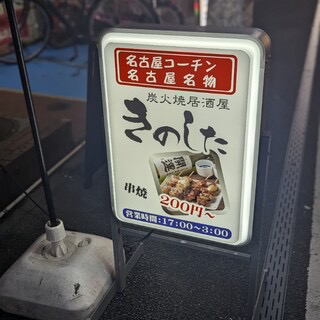 名古屋コーチン
名古屋名物
炭火焼居酒屋
きのした
串焼
200円〜
営業時間:17:00〜3:00